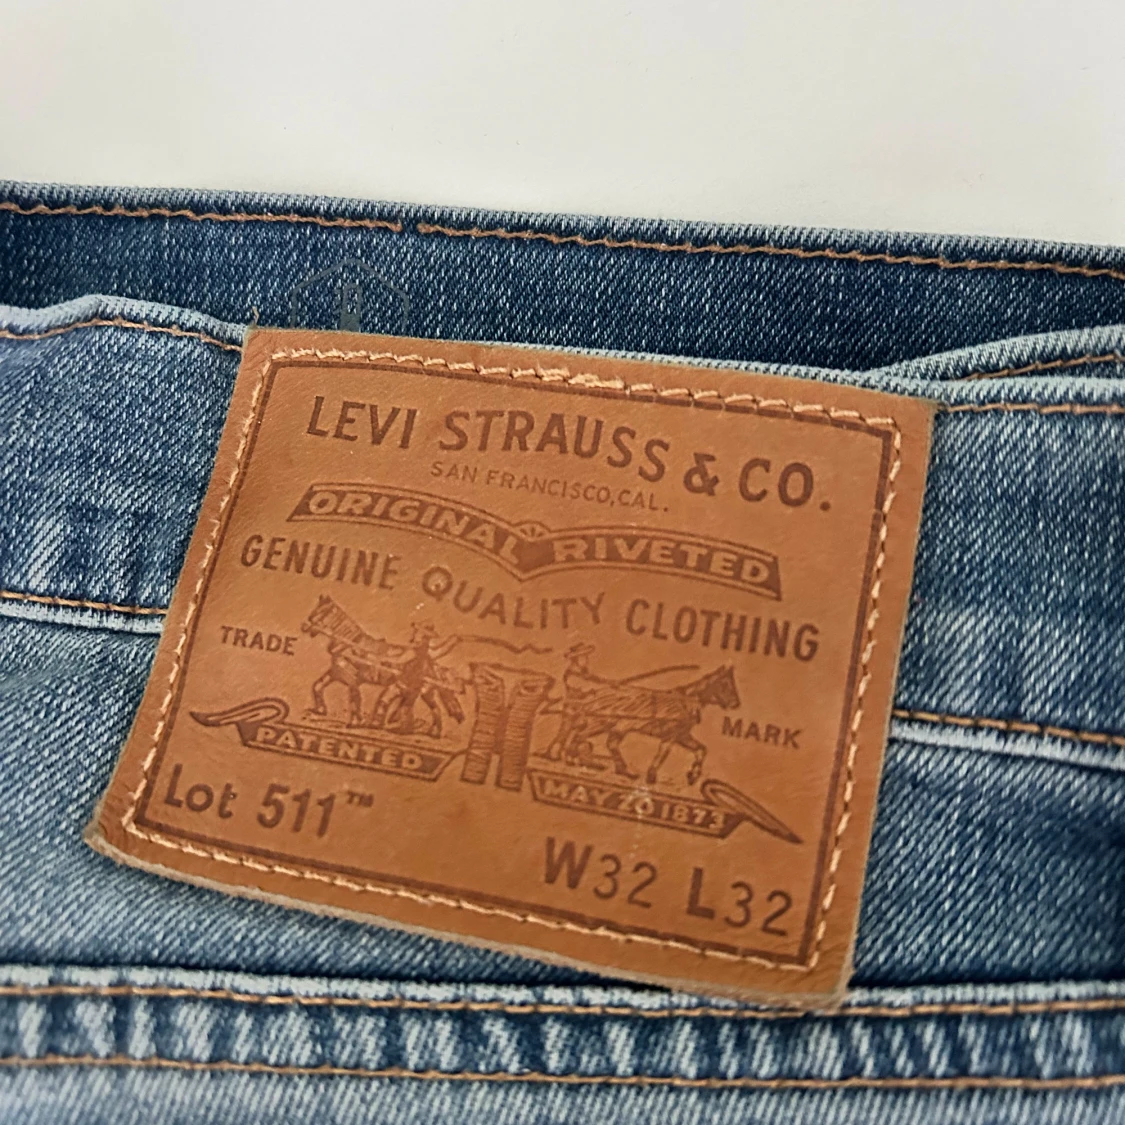 LEVI STRAUSS & CO.
SAN FRANCISCO, CAL.
ORIGINAL RIVETED
GENUINE QUALITY CLOTHING
TRADE MARK
PATENTED MAY 20 1873
Lot 511™
W32 L32